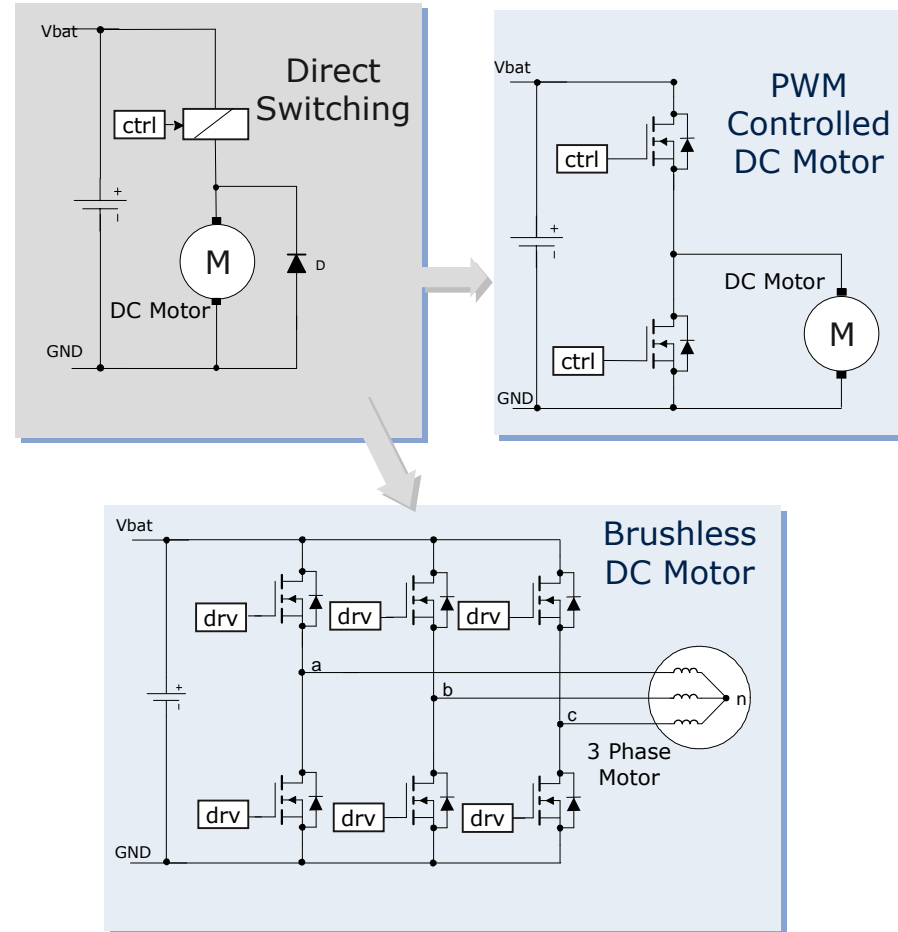 Vbat
Direct
Switching
ctrl
+
M
D
DC Motor
GND
Vbat
PWM
Controlled
DC Motor
ctrl
+
DC Motor
M
ctrl
GND
Vbat
Brushless
DC Motor
drv
drv
drv
a
b
n
+
c
3 Phase
Motor
drv
drv
drv
GND